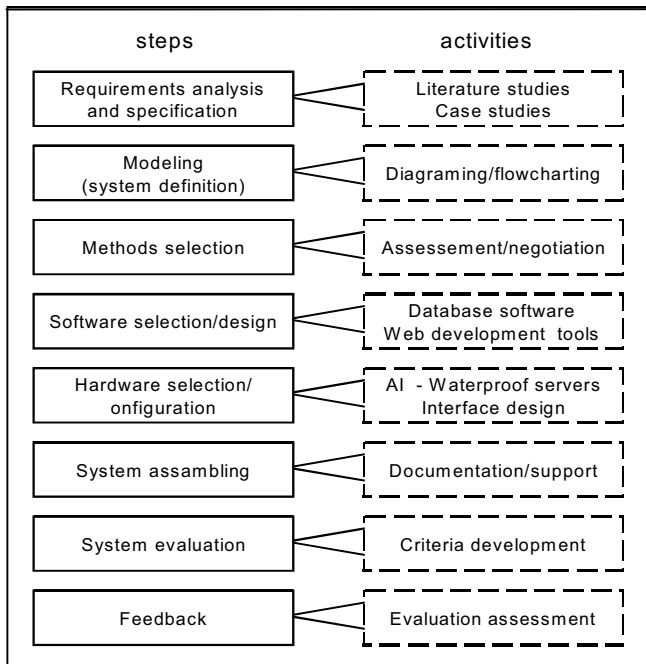 steps
activities
Requirements analysis
and specification
Literature studies
Case studies
Modeling
(system definition)
Diagraming/flowcharting
Methods selection
Assessement/negotiation
Software selection/design
Database software
Web development tools
Hardware selection/
onfiguration
AI - Waterproof servers
Interface design
System assambling
Documentation/support
System evaluation
Criteria development
Feedback
Evaluation assessment